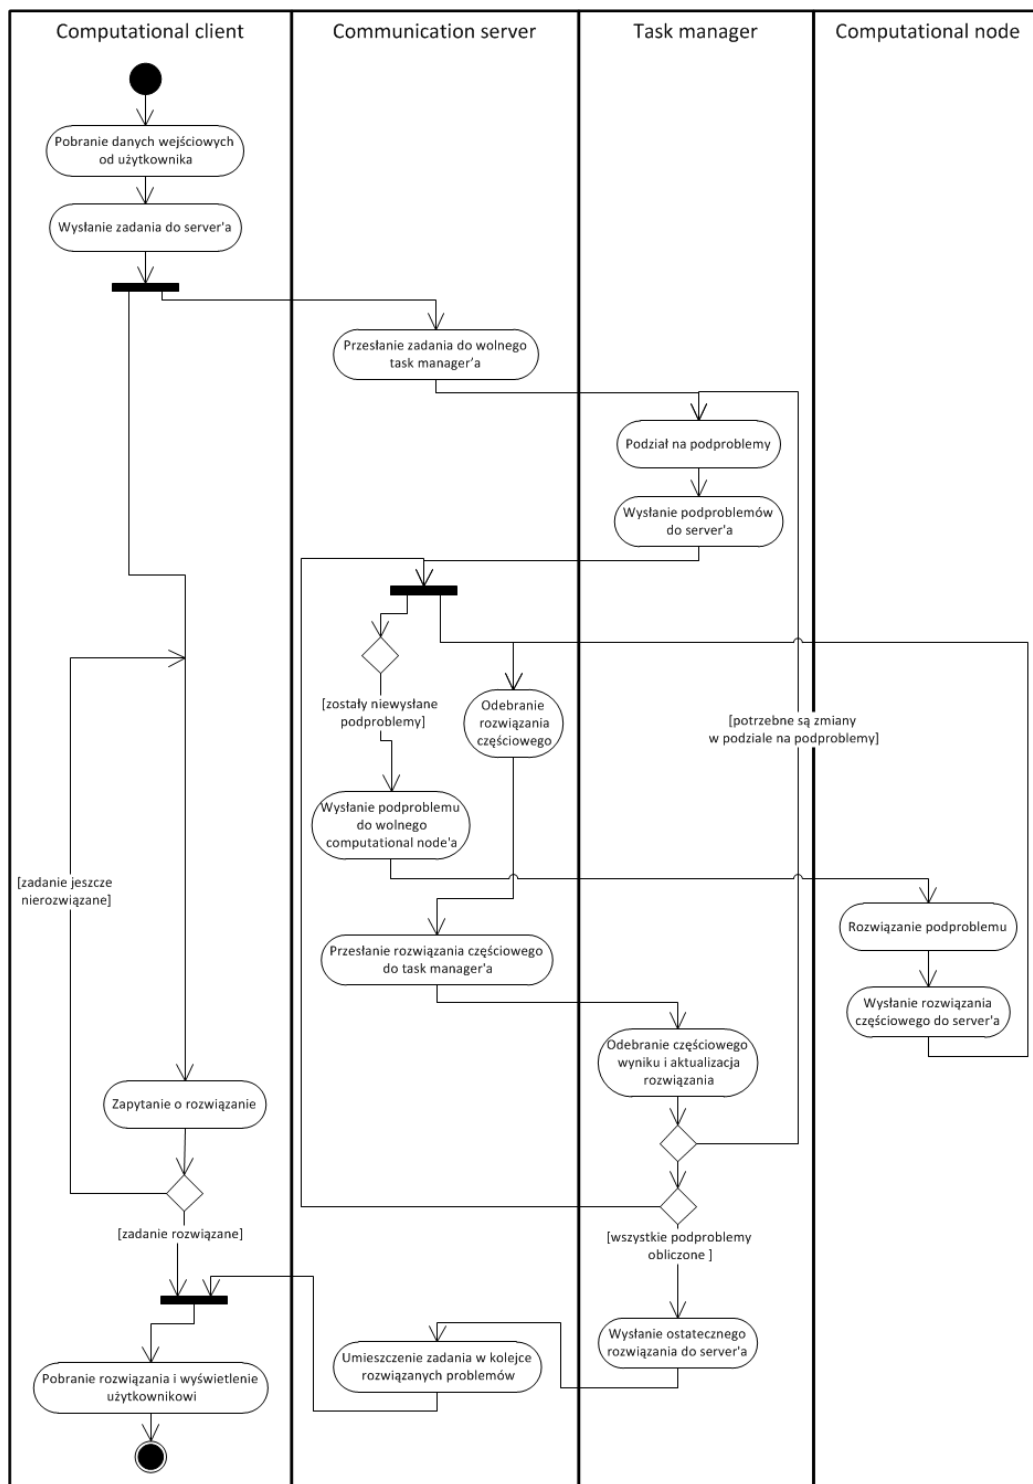 Computational client
Communication server
Task manager
Computational node
Pobranie danych wejściowych
od użytkownika
Wysłanie zadania do server'a
Przesłanie zadania do wolnego
task manager’a
Podział na podproblemy
Wysłanie podproblemów
do server'a
[zostały niewysłane
podproblemy]
Odebranie
rozwiązania
częściowego
[potrzebne są zmiany
w podziale na podproblemy]
Wysłanie podproblemu
do wolnego
computational node'a
[zadanie jeszcze
nierozwiązane]
Rozwiązanie podproblemu
Przesłanie rozwiązania częściowego
do task manager'a
Wysłanie rozwiązania
częściowego do server'a
Odebranie częściowego
wyniku i aktualizacja
rozwiązania
Zapytanie o rozwiązanie
[zadanie rozwiązane]
[wszystkie podproblemy
obliczone ]
Wysłanie ostatecznego
rozwiązania do server'a
Umieszczenie zadania w kolejce
rozwiązanych problemów
Pobranie rozwiązania i wyświetlenie
użytkownikowi